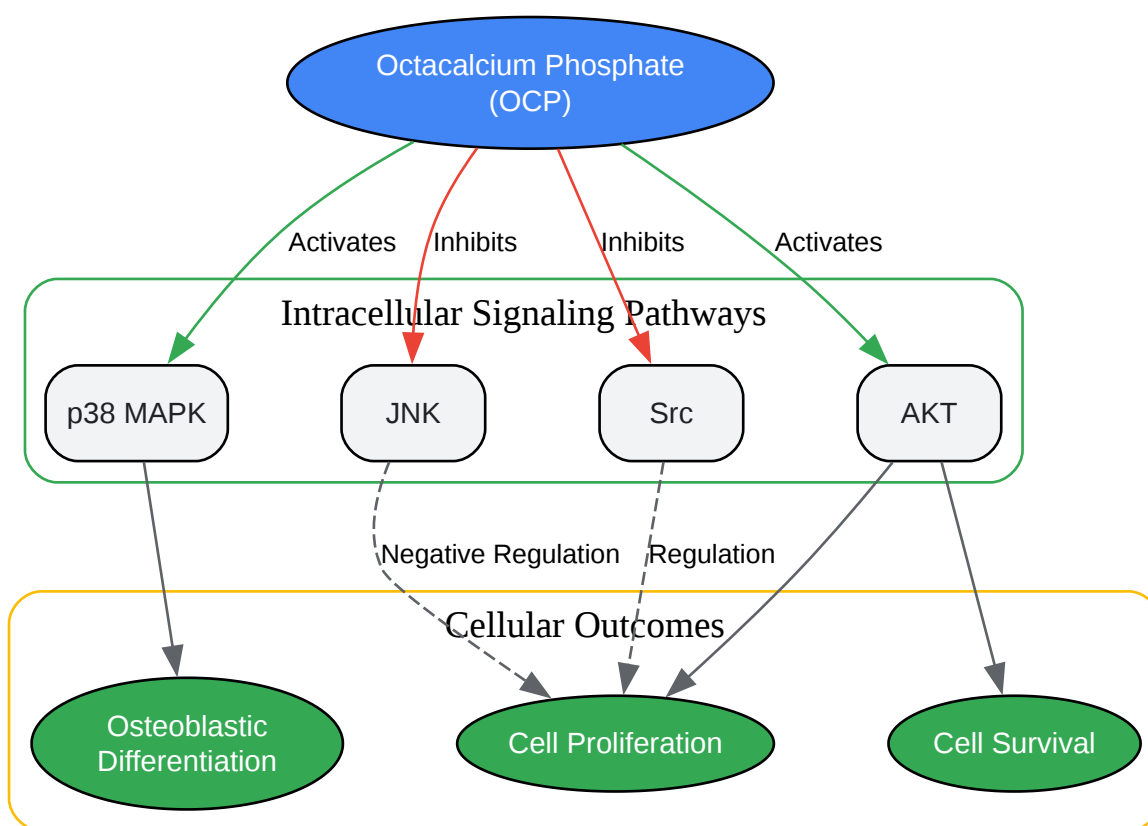 Octacalcium Phosphate
(OCP)
Activates
Inhibits
Inhibits
Activates
Intracellular Signaling Pathways
p38 MAPK
JNK
Src
AKT
Negative Regulation
Regulation
Cellular Outcomes
Osteoblastic
Differentiation
Cell Proliferation
Cell Survival